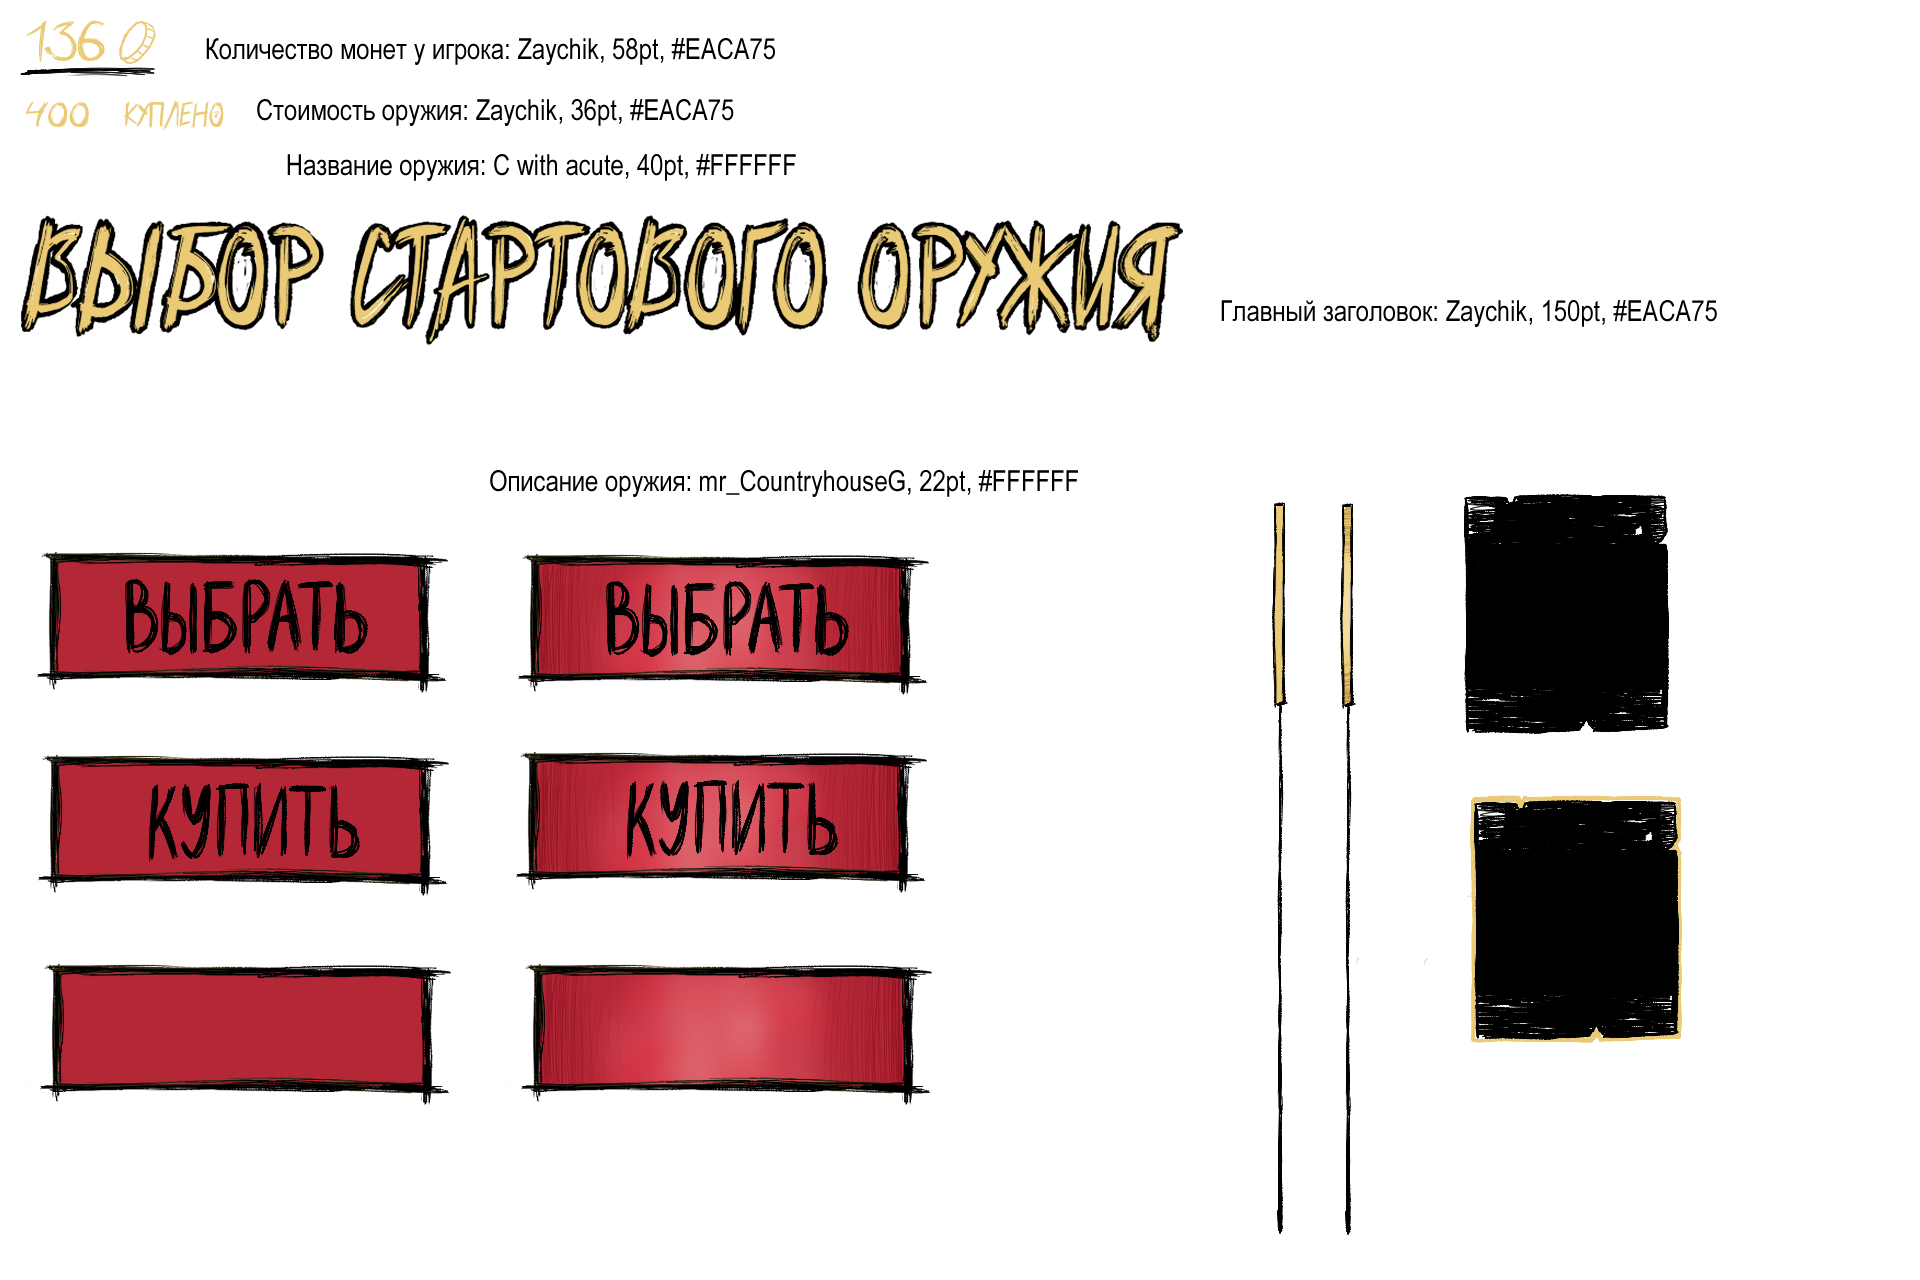 136
Количество монет у игрока: Zaychik, 58pt, #EACA75
400 КУПЛЕНО
Стоимость оружия: Zaychik, 36pt, #EACA75
Название оружия: C with acute, 40pt, #FFFFFF
ВЫБОР СТАРТОВОГО ОРУЖИЯ
Главный заголовок: Zaychik, 150pt, #EACA75
Описание оружия: mr_CountryhouseG, 22pt, #FFFFFF
ВЫБРАТЬ
ВЫБРАТЬ
КУПИТЬ
КУПИТЬ